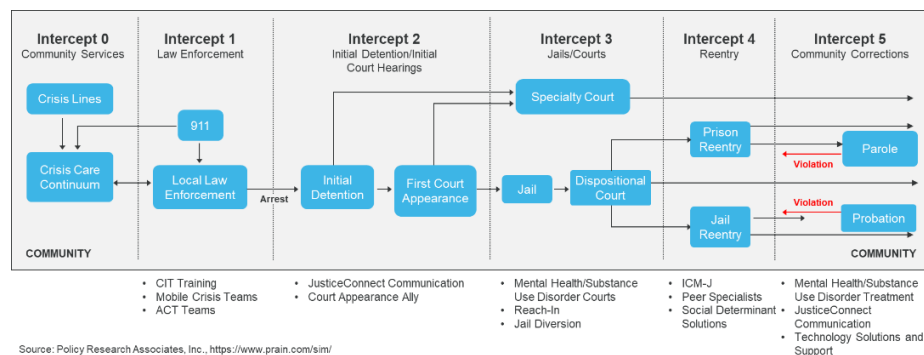 Intercept 0
Community Services
Intercept 1
Law Enforcement
Intercept 2
Initial Detention/Initial
Court Hearings
Intercept 3
Jails/Courts
Intercept 4
Reentry
Intercept 5
Community Corrections
Crisis Lines
911
Specialty Court
Crisis Care
Continuum
Local Law
Enforcement
Arrest
Initial
Detention
First Court
Appearance
Jail
Dispositional
Court
Prison
Reentry
Violation
Parole
Jail
Reentry
Violation
Probation
COMMUNITY
COMMUNITY
• CIT Training
• Mobile Crisis Teams
• ACT Teams
• JusticeConnect Communication
• Court Appearance Ally
• Mental Health/Substance
Use Disorder Courts
• Reach-In
• Jail Diversion
• ICM-J
• Peer Specialists
• Social Determinant
Solutions
• Mental Health/Substance
Use Disorder Treatment
• JusticeConnect
Communication
• Technology Solutions and
Support
Source: Policy Research Associates, Inc., https://www.prain.com/sim/